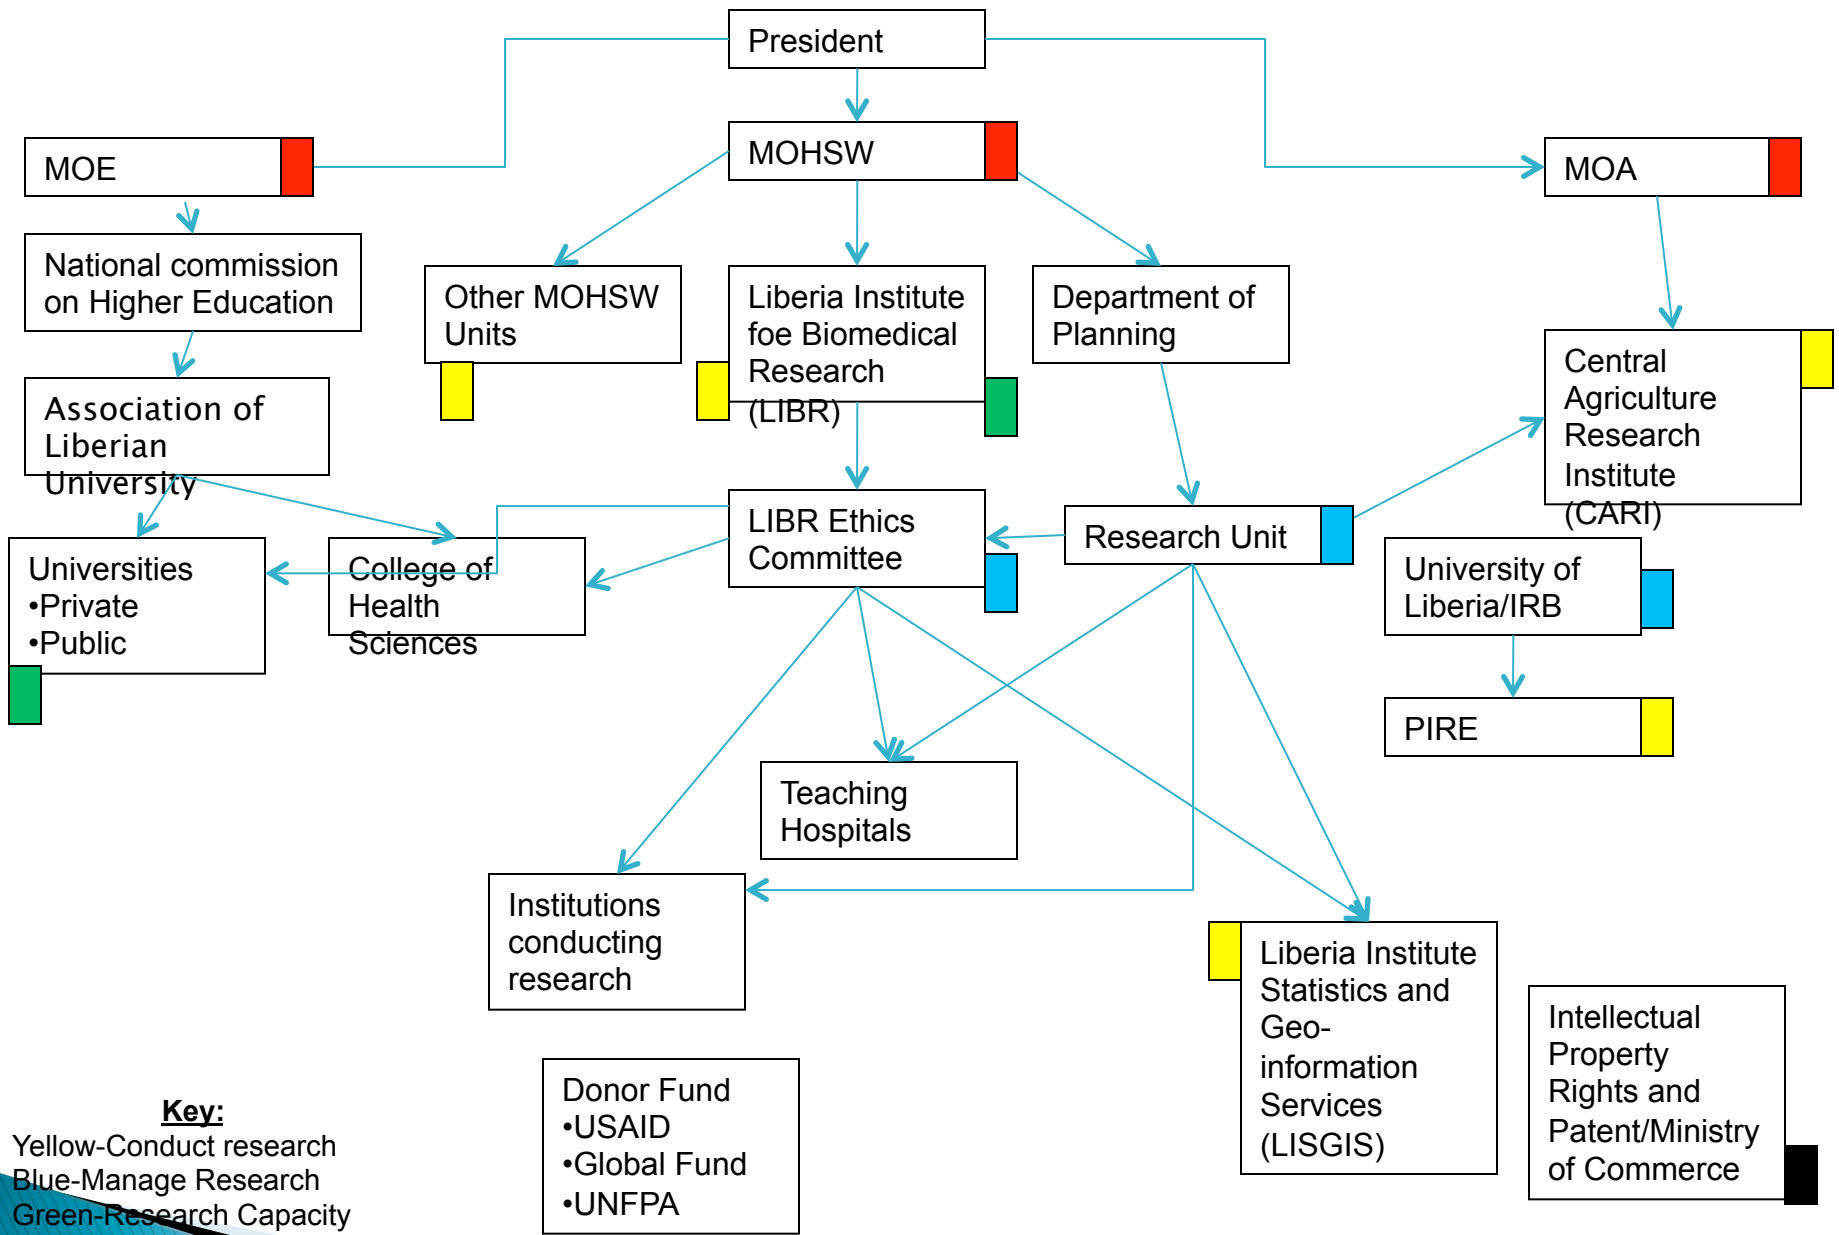 President
MOE
MOHSW
MOA
National commission
on Higher Education
Other MOHSW
Units
Liberia Institute
foe Biomedical
Research
(LIBR)
Department of
Planning
Central
Agriculture
Research
Institute
(CARI)
Association of
Liberian
University
LIBR Ethics
Committee
Research Unit
Universities
•Private
•Public
College of
Health
Sciences
University of
Liberia/IRB
PIRE
Teaching
Hospitals
Institutions
conducting
research
Liberia Institute
Statistics and
Geo-
information
Services
(LISGIS)
Intellectual
Property
Rights and
Patent/Ministry
of Commerce
Donor Fund
•USAID
•Global Fund
•UNFPA
Key:
Yellow-Conduct research
Blue-Manage Research
Green-Research Capacity